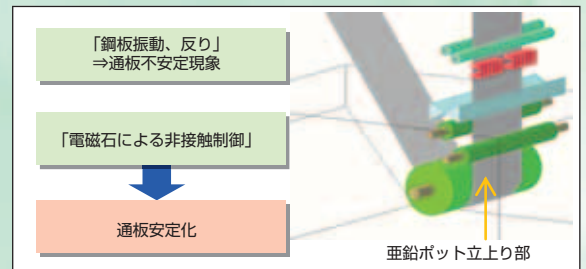 「鋼板振動、反り」
⇒通板不安定現象
「電磁石による非接触制御」
通板安定化
亜鉛ポット立上り部